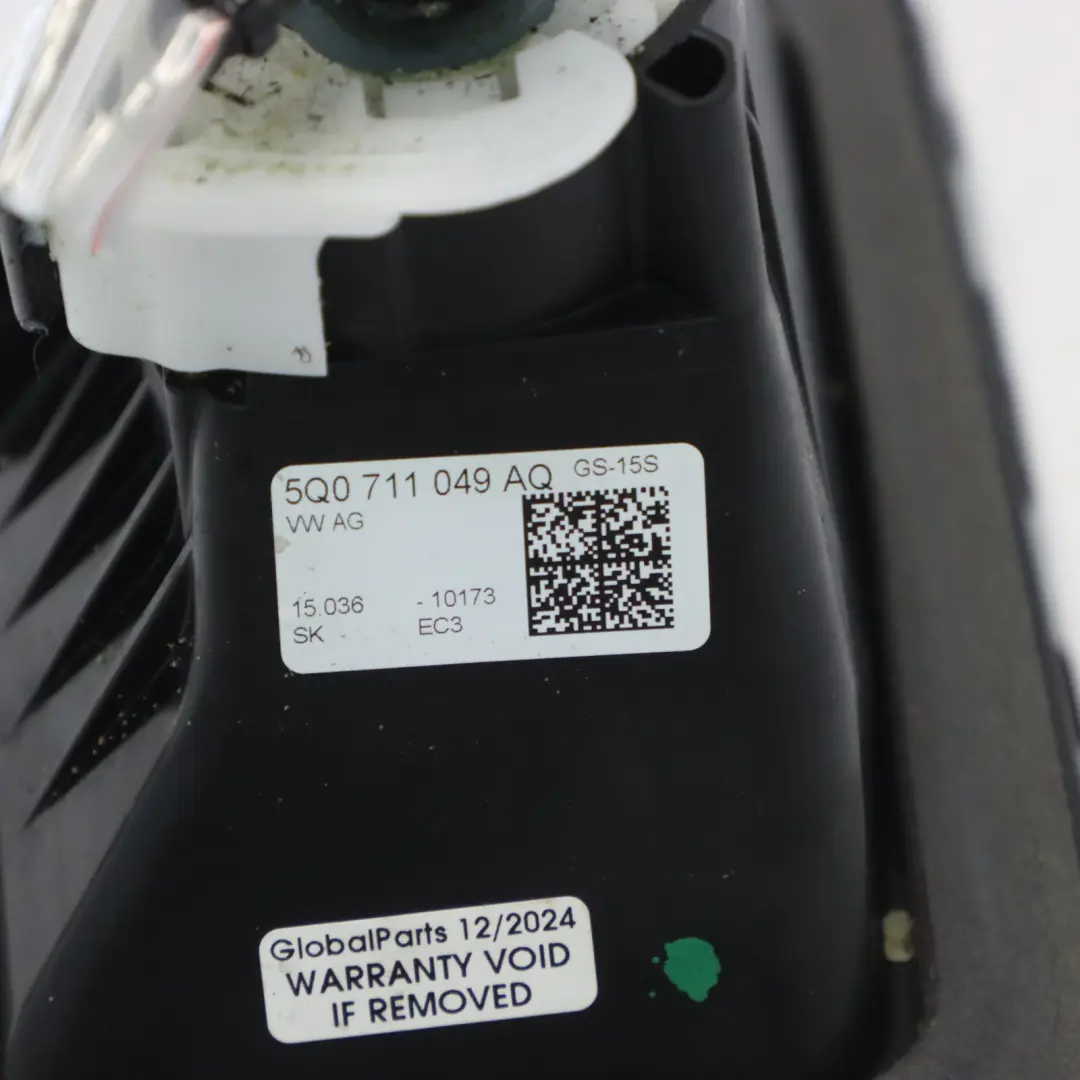 5Q0 711 049 AQ GS-15S
VW AG
15.036 - 10173
SK EC3
GlobalParts 12/2024
WARRANTY VOID
IF REMOVED